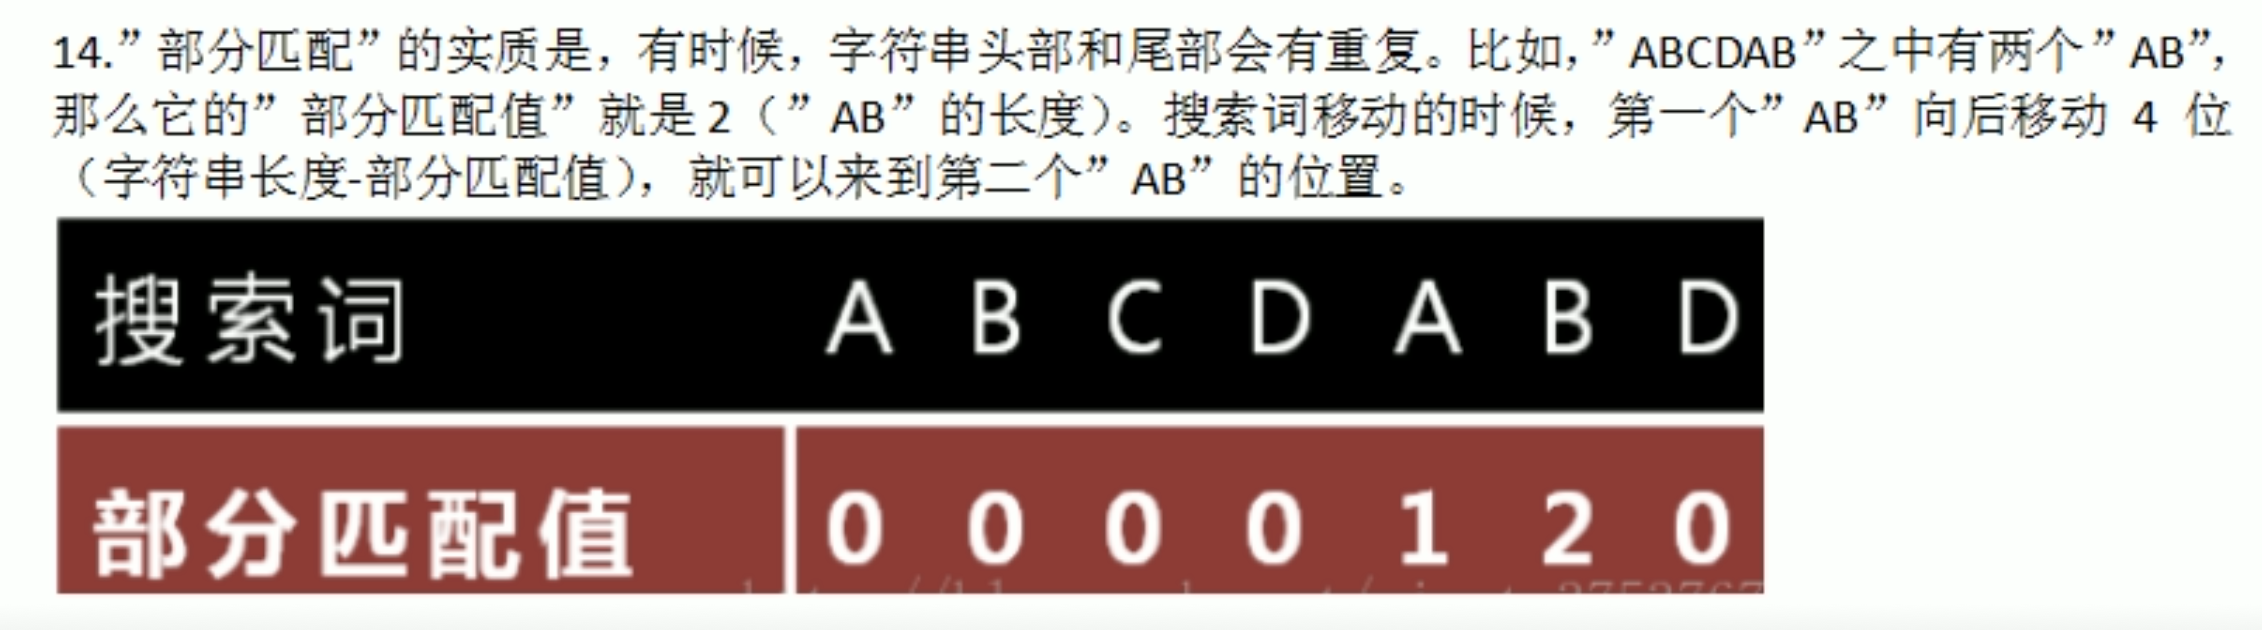 14.”部分匹配”的实质是，有时候，字符串头部和尾部会有重复。比如，”ABCDAB”之中有两个”AB”，
那么它的”部分匹配值”就是2（”AB”的长度）。搜索词移动的时候，第一个”AB”向后移动 4 位
（字符串长度-部分匹配值），就可以来到第二个”AB”的位置。
搜索词 A B C D A B D
部分匹配值 0 0 0 0 1 2 0